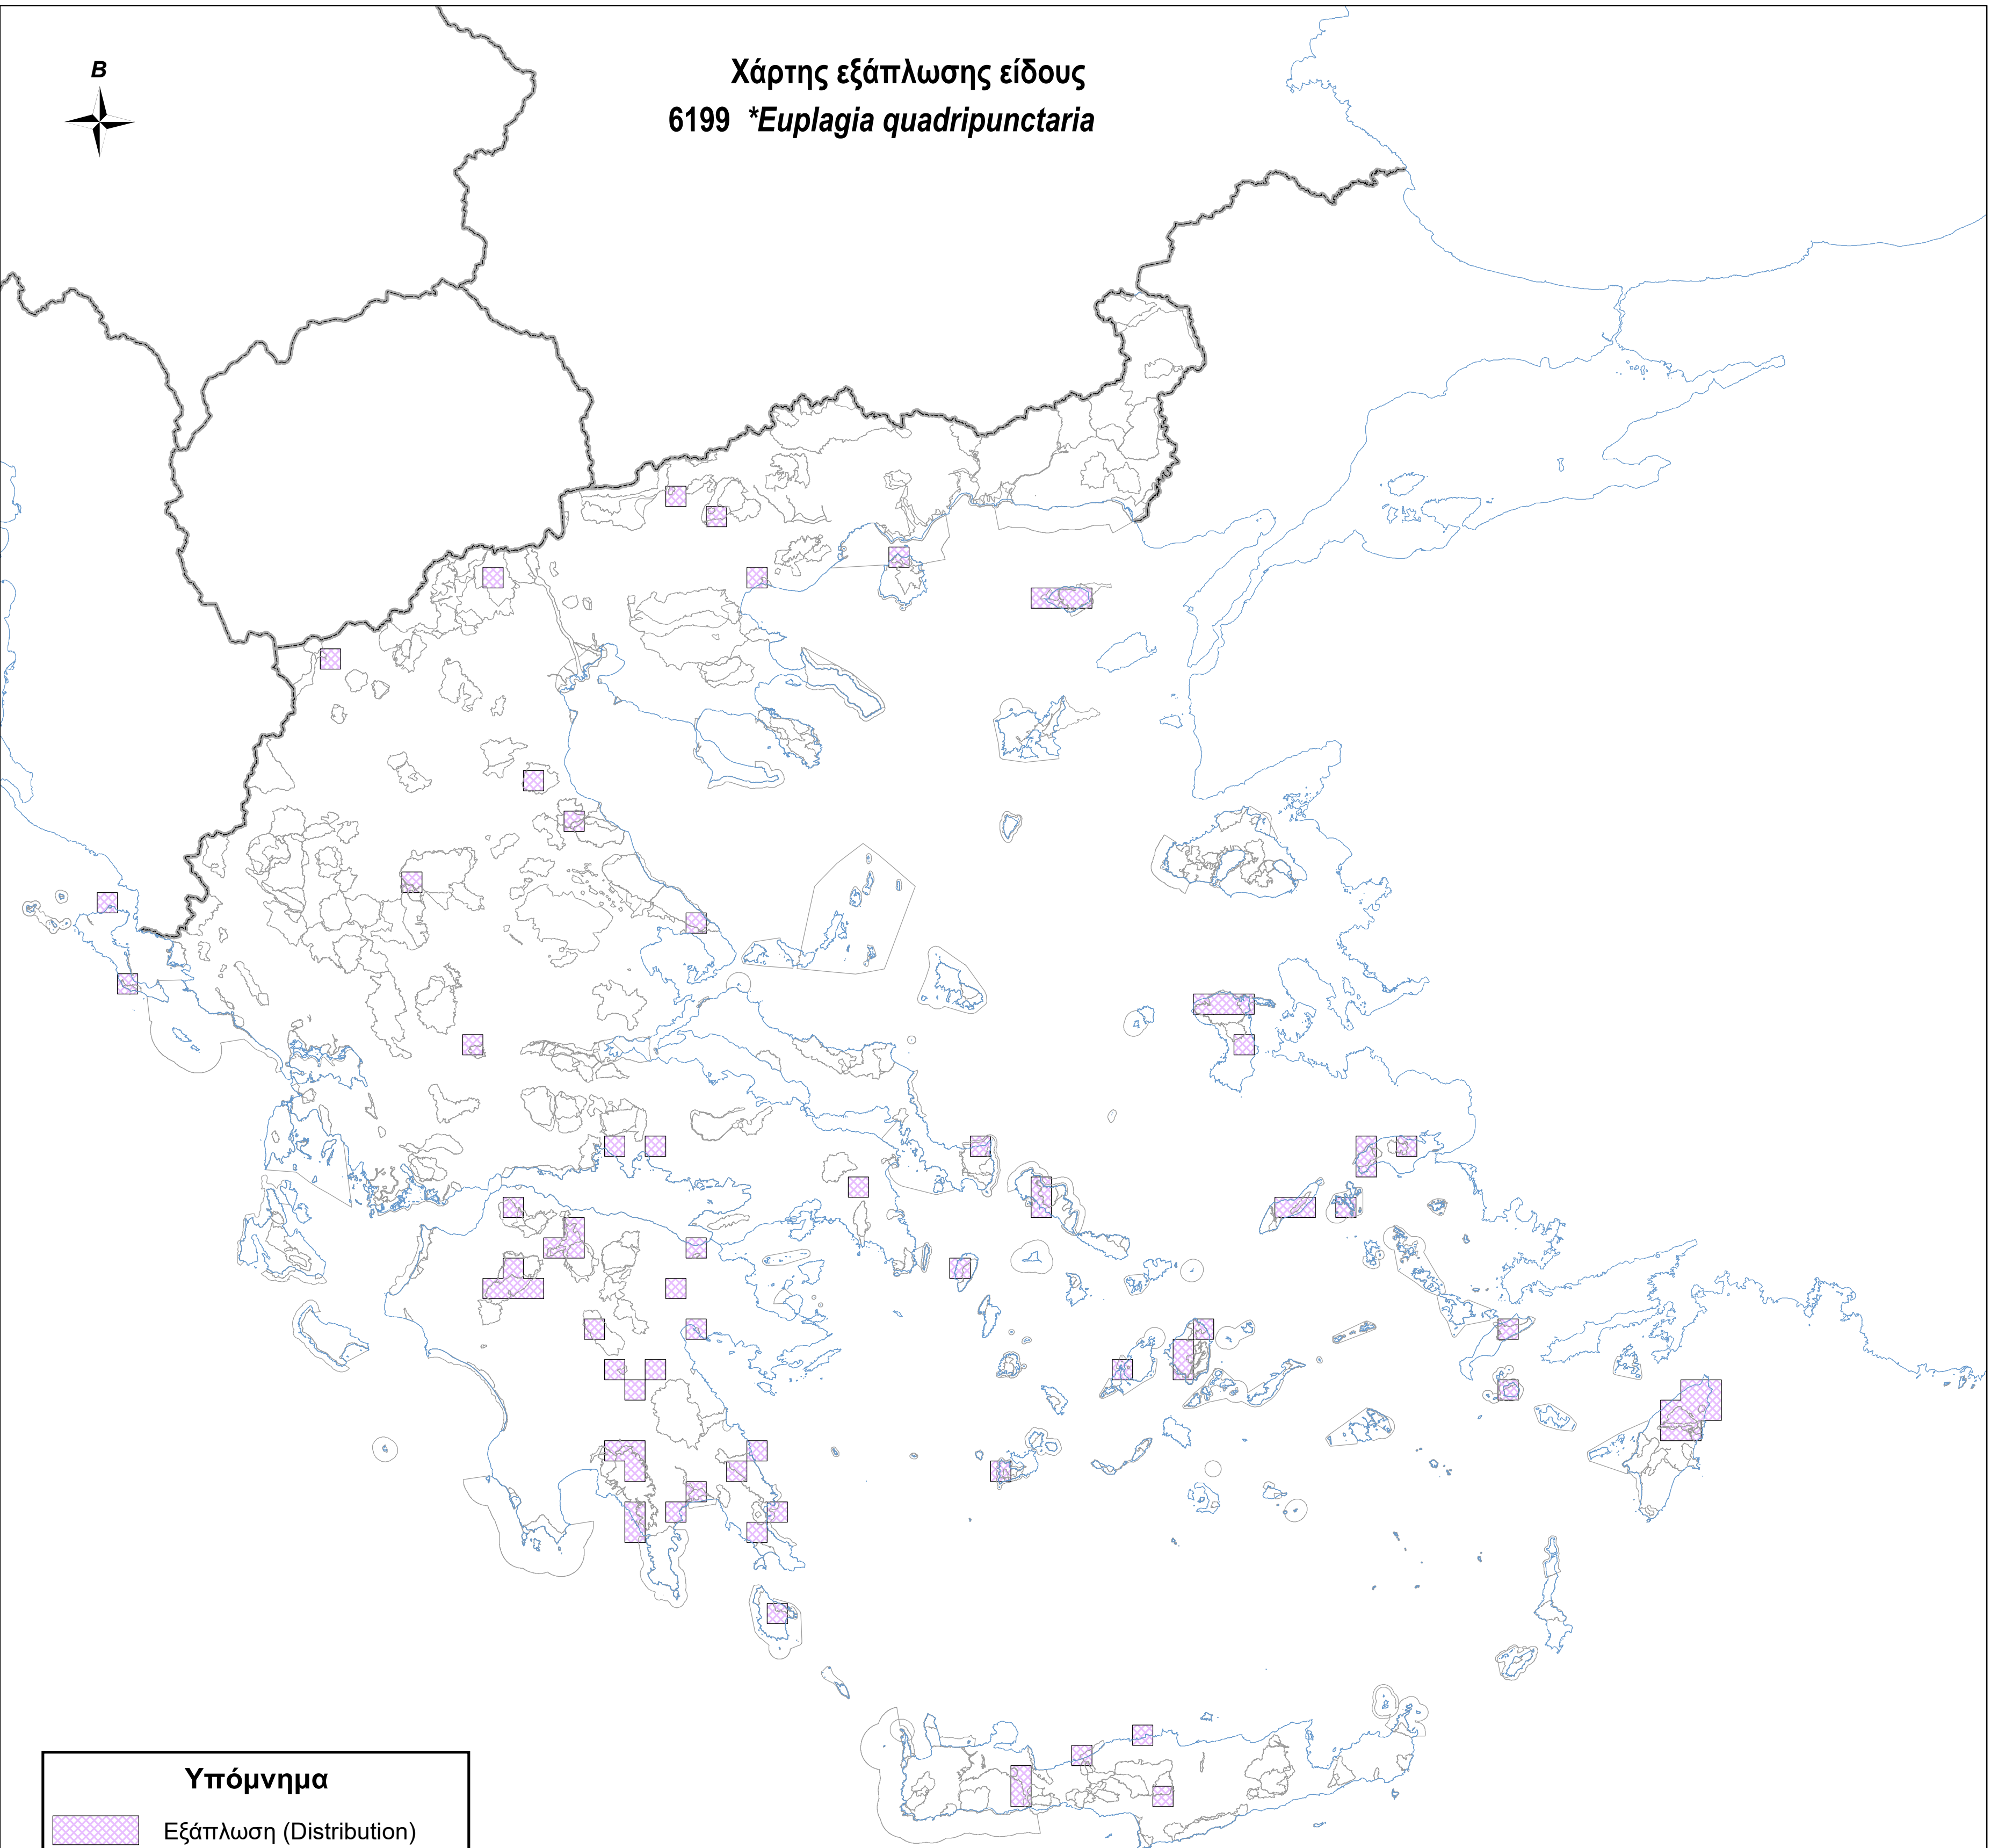 Χάρτης εξάπλωσης είδους
6199 *Euplagia quadripunctaria
B
Υπόμνημα
Εξάπλωση (Distribution)